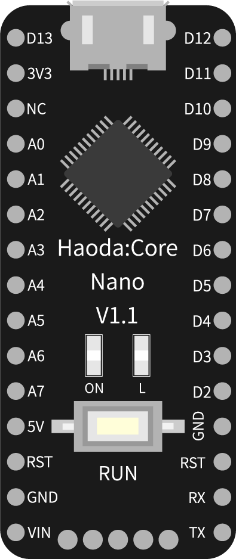 D13 D12
3V3 D11
NC D10
A0 D9
A1 D8
A2 D7
Haoda:Core
A3 D6
Nano
A4 D5
V1.1
A5 D4
A6 D3
ON L
A7 D2
5V GND
RST RST
RUN
GND RX
VIN TX